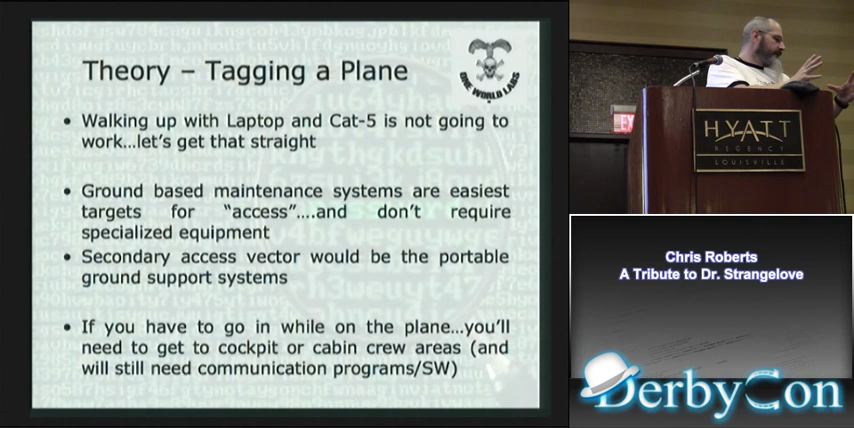 Theory – Tagging a Plane
ONE WORLD LABS
• Walking up with Laptop and Cat-5 is not going to
work…let's get that straight
• Ground based maintenance systems are easiest
targets for "access"….and don't require
specialized equipment
• Secondary access vector would be the portable
ground support systems
• If you have to go in while on the plane…you'll
need to get to cockpit or cabin crew areas (and
will still need communication programs/SW)
EX
HYATT
REGENCY
LOUISVILLE
Chris Roberts
A Tribute to Dr. Strangelove
DerbyCon